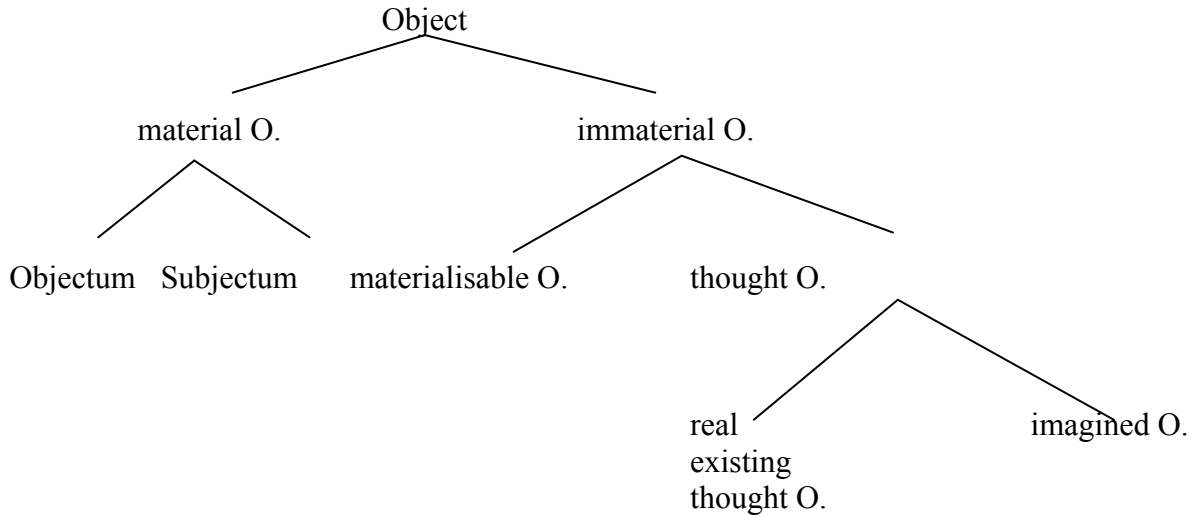 Object
material O. immaterial O.
Objectum Subjectum materialisable O. thought O.
real imagined O.
existing
thought O.